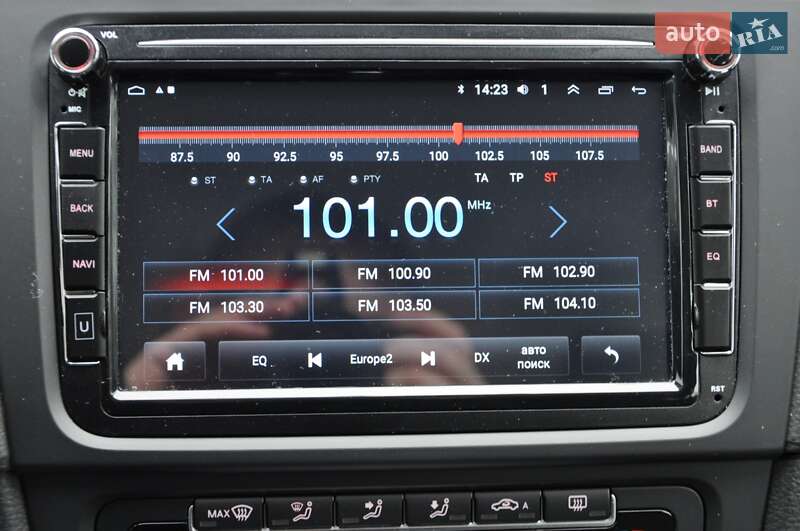 VOL
auto RIA
.com
14:23 1
MIC
MENU
BACK
NAVI
U
BAND
BT
EQ
RST
87.5 90 92.5 95 97.5 100 102.5 105 107.5
ST TA AF PTY TA TP ST
101.00 MHz
FM 101.00 FM 100.90 FM 102.90
FM 103.30 FM 103.50 FM 104.10
EQ Europe2 DX авто
поиск
MAX A